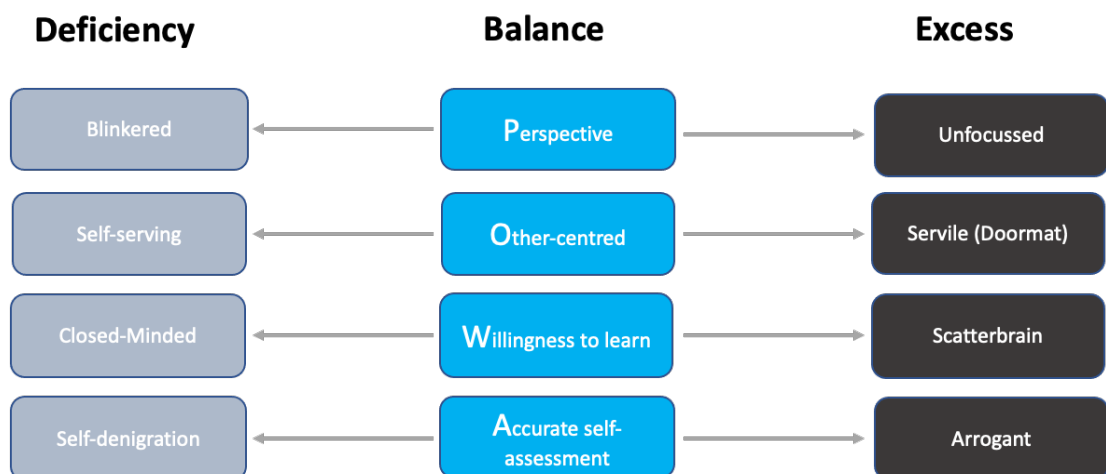 Deficiency Balance Excess
Blinkered Perspective Unfocussed
Self-serving Other-centred Servile (Doormat)
Closed-Minded Willingness to learn Scatterbrain
Self-denigration Accurate self- Arrogant
assessment